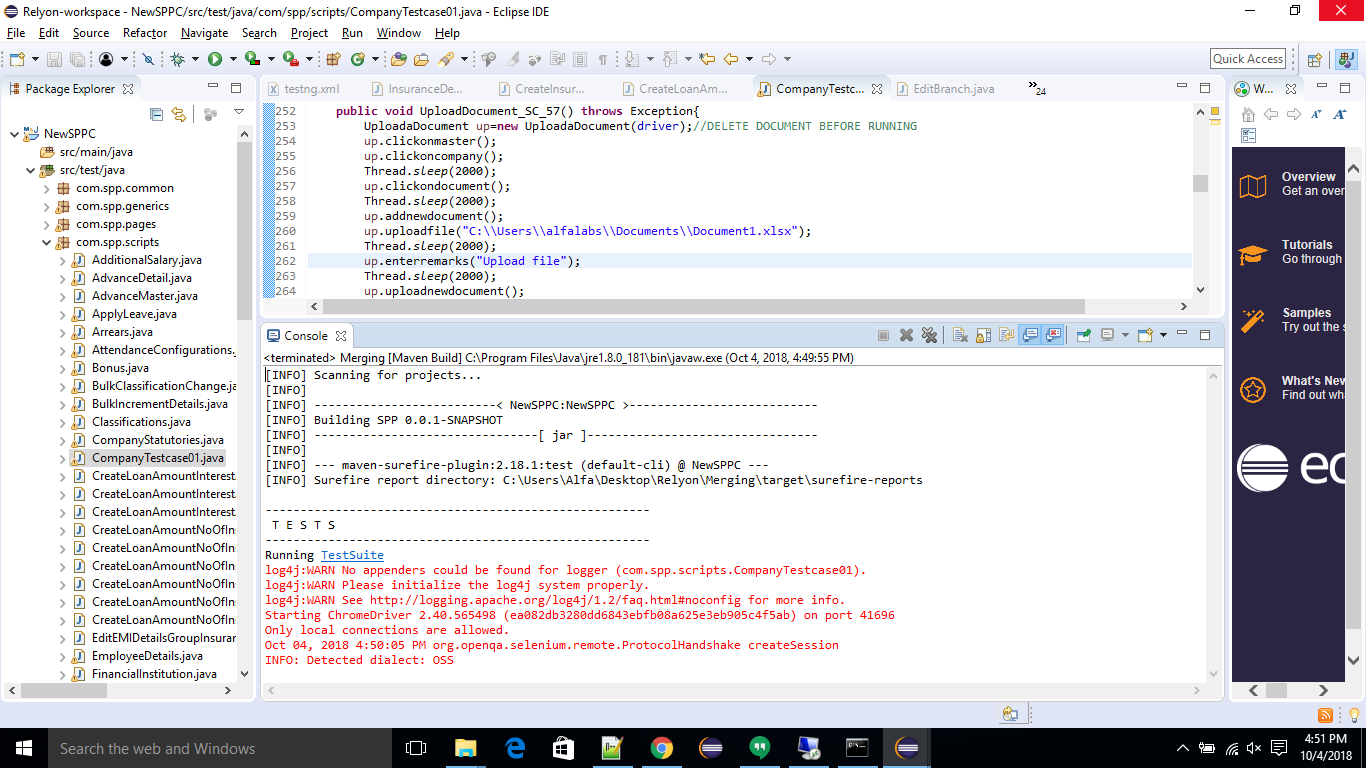 Relyon-workspace - NewSPPC/src/test/java/com/spp/scripts/CompanyTestcase01.java - Eclipse IDE
File Edit Source Refactor Navigate Search Project Run Window Help
Quick Access
Package Explorer
NewSPPC
src/main/java
src/test/java
com.spp.common
com.spp.generics
com.spp.pages
com.spp.scripts
AdditionalSalary.java
AdvanceDetail.java
AdvanceMaster.java
ApplyLeave.java
Arrears.java
AttendanceConfigurations.
Bonus.java
BulkClassificationChange.ja
BulkIncrementDetails.java
Classifications.java
CompanyStatutories.java
CompanyTestcase01.java
CreateLoanAmountInterest
CreateLoanAmountInterest
CreateLoanAmountInterest
CreateLoanAmountNoOfIn
CreateLoanAmountNoOfIn
CreateLoanAmountNoOfIn
CreateLoanAmountNoOfIn
CreateLoanAmountNoOfIn
CreateLoanAmountNoOfIn
EditEMIDetailsGroupInsurar
EmployeeDetails.java
FinancialInstitution.java
testng.xml InsuranceDe... CreateInsur... CreateLoanAm... CompanyTestc... EditBranch.java »24
252 public void UploadDocument_SC_57() throws Exception{
253 UploadaDocument up=new UploadaDocument(driver);//DELETE DOCUMENT BEFORE RUNNING
254 up.clickonmaster();
255 up.clickoncompany();
256 Thread.sleep(2000);
257 up.clickondocument();
258 Thread.sleep(2000);
259 up.addnewdocument();
260 up.uploadfile("C:\\Users\\alfalabs\\Documents\\Document1.xlsx");
261 Thread.sleep(2000);
262 up.enterremarks("Upload file");
263 Thread.sleep(2000);
264 up.uploadnewdocument();
Console
<terminated> Merging [Maven Build] C:\Program Files\Java\jre1.8.0_181\bin\javaw.exe (Oct 4, 2018, 4:49:55 PM)
[INFO] Scanning for projects...
[INFO]
[INFO] --------------------------< NewSPPC:NewSPPC >---------------------------
[INFO] Building SPP 0.0.1-SNAPSHOT
[INFO] --------------------------------[ jar ]---------------------------------
[INFO]
[INFO] --- maven-surefire-plugin:2.18.1:test (default-cli) @ NewSPPC ---
[INFO] Surefire report directory: C:\Users\Alfa\Desktop\Relyon\Merging\target\surefire-reports
-------------------------------------------------------
T E S T S
-------------------------------------------------------
Running TestSuite
log4j:WARN No appenders could be found for logger (com.spp.scripts.CompanyTestcase01).
log4j:WARN Please initialize the log4j system properly.
log4j:WARN See http://logging.apache.org/log4j/1.2/faq.html#noconfig for more info.
Starting ChromeDriver 2.40.565498 (ea082db3280dd6843ebfb08a625e3eb905c4f5ab) on port 41696
Only local connections are allowed.
Oct 04, 2018 4:50:05 PM org.openqa.selenium.remote.ProtocolHandshake createSession
INFO: Detected dialect: OSS
W...
Overview
Get an over
Tutorials
Go through
Samples
Try out the s
What's New
Find out wh
ec
Search the web and Windows
4:51 PM
10/4/2018